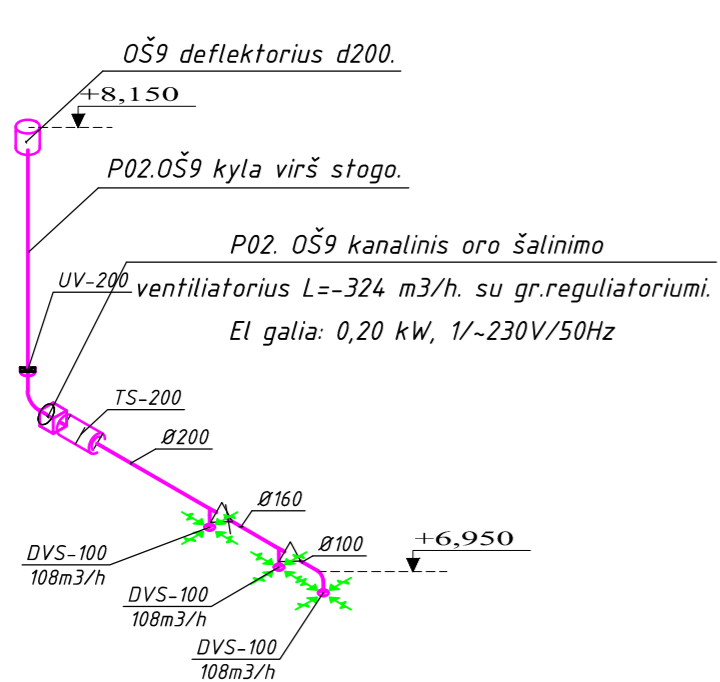 OŠ9 deflektorius d200.
+8,150
P02.OŠ9 kyla virš stogo.
P02. OŠ9 kanalinis oro šalinimo
UV-200
ventiliatorius L=-324 m3/h. su gr.reguliatoriumi.
El galia: 0,20 kW, 1/~230V/50Hz
TS-200
Ø200
Ø160
+6,950
Ø100
DVS-100
108m3/h
DVS-100
108m3/h
DVS-100
108m3/h